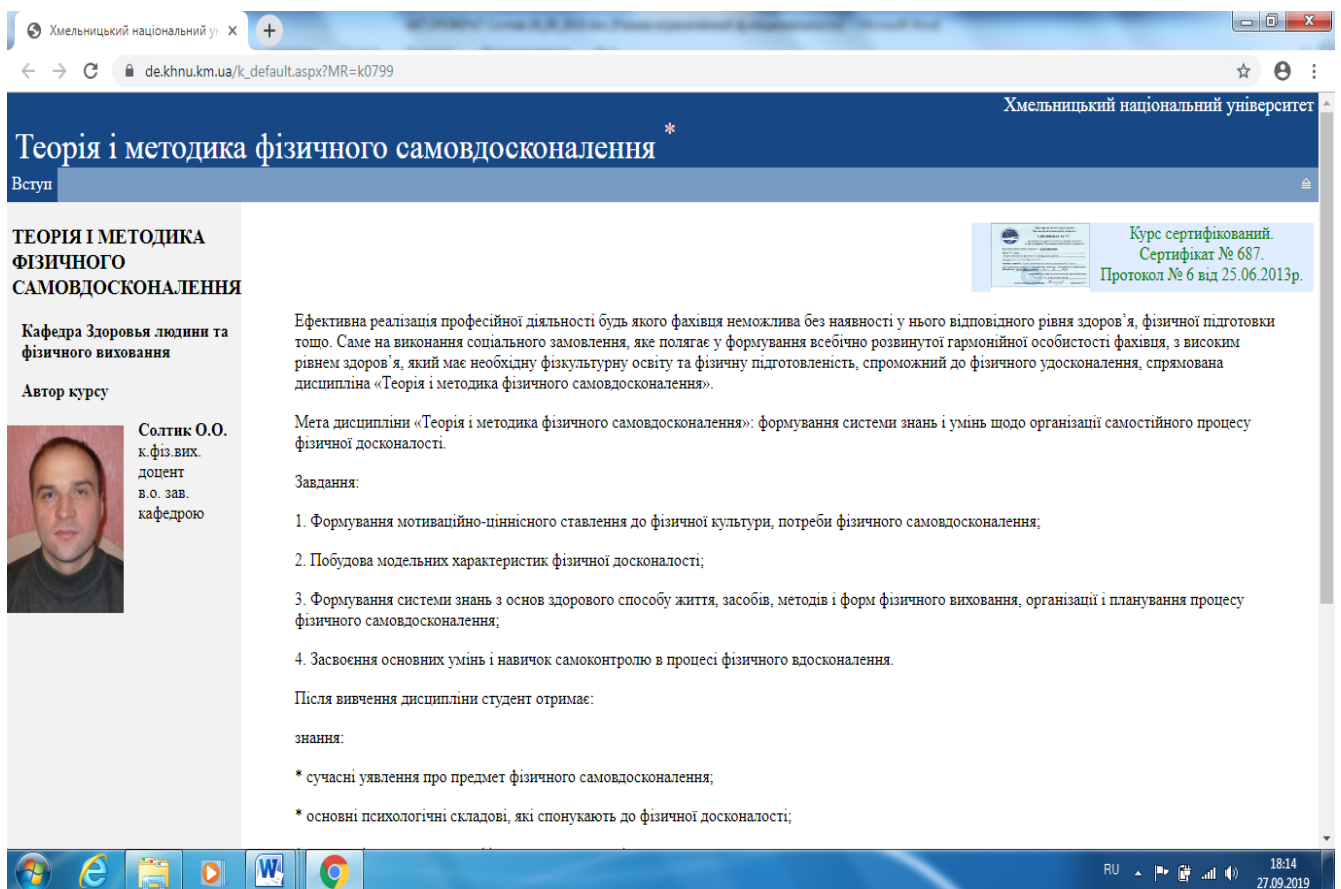 Хмельницький національний ун
de.khnu.km.ua/k_default.aspx?MR=k0799
Хмельницький національний університет
Теорія і методика фізичного самовдосконалення *
Вступ
ТЕОРІЯ І МЕТОДИКА
ФІЗИЧНОГО
САМОВДОСКОНАЛЕННЯ
Кафедра Здоровья людини та
фізичного виховання
Автор курсу
Солтик О.О.
к.фіз.вих.
доцент
в.о. зав.
кафедрою
Курс сертифікований.
Сертифікат № 687.
Протокол № 6 від 25.06.2013р.
Ефективна реалізація професійної діяльності будь якого фахівця неможлива без наявності у нього відповідного рівня здоров’я, фізичної підготовки
тощо. Саме на виконання соціального замовлення, яке полягає у формування всебічно розвинутої гармонійної особистості фахівця, з високим
рівнем здоров’я, який має необхідну фізкультурну освіту та фізичну підготовленість, спроможний до фізичного удосконалення, спрямована
дисципліна «Теорія і методика фізичного самовдосконалення».
Мета дисципліни «Теорія і методика фізичного самовдосконалення»: формування системи знань і умінь щодо організації самостійного процесу
фізичної досконалості.
Завдання:
1. Формування мотиваційно-ціннісного ставлення до фізичної культури, потреби фізичного самовдосконалення;
2. Побудова модельних характеристик фізичної досконалості;
3. Формування системи знань з основ здорового способу життя, засобів, методів і форм фізичного виховання, організації і планування процесу
фізичного самовдосконалення;
4. Засвоєння основних умінь і навичок самоконтролю в процесі фізичного вдосконалення.
Після вивчення дисципліни студент отримає:
знання:
* сучасні уявлення про предмет фізичного самовдосконалення;
* основні психологічні складові, які спонукають до фізичної досконалості;
RU
18:14
27.09.2019